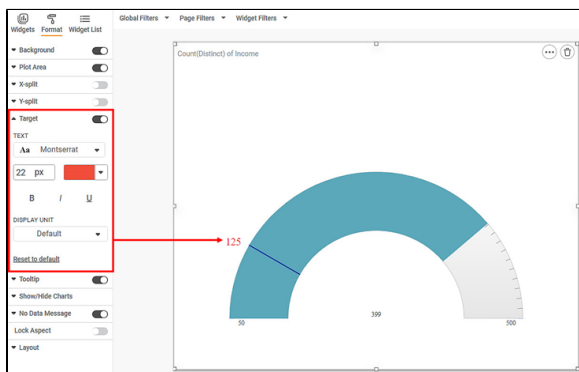 Widgets Format Widget List
Global Filters Page Filters Widget Filters
Background
Plot Area
X-split
Y-split
Target
TEXT
Aa Montserrat
22 px
B I U
DISPLAY UNIT
Default
Reset to default
Tooltip
Show/Hide Charts
No Data Message
Lock Aspect
Layout
Count(Distinct) of Income
125
50
399
500